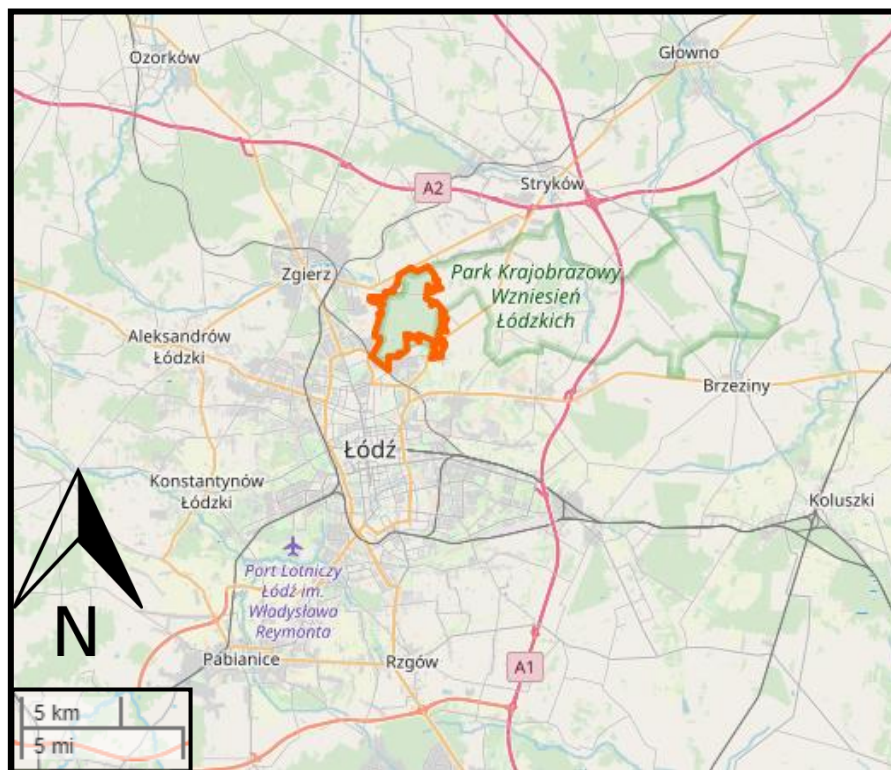 Ozorków
Głowno
A2
Stryków
Zgierz
Park Krajobrazowy
Wzniesień
Łódzkich
Aleksandrów
Łódzki
Brzeziny
Łódź
Konstantynów
Łódzki
Koluszki
Port Lotniczy
Łódź im.
Władysława
Reymonta
N
Pabianice
Rzgów
A1
5 km
5 mi